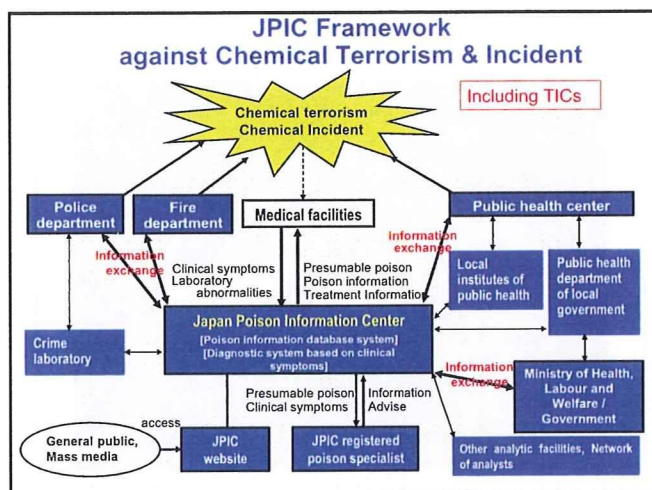 JPIC Framework
against Chemical Terrorism & Incident
Including TICs
Chemical terrorism
Chemical Incident
Police
department
Fire
department
Medical facilities
Public health center
Information
exchange
Clinical symptoms
Laboratory
abnormalities
Presumable poison
Poison information
Treatment Informatio
Information
exchange
Local
institutes of
public health
Public health
department
of local
government
Crime
laboratory
Japan Poison Information Center
[Poison information database system]
[Diagnostic system based on clinical
symptoms]
Information
exchange
Ministry of Health,
Labour and
Welfare /
Government
Presumable poison
Clinical symptoms
Information
Advise
access
General public,
Mass media
JPIC
website
JPIC registered
poison specialist
Other analytic facilities, Network
of analysts